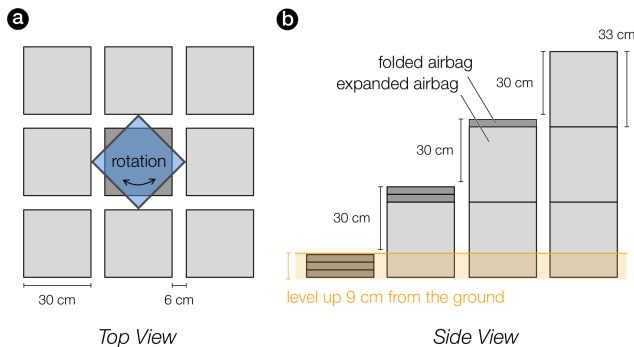 a
rotation
30 cm
6 cm
Top View
b
33 cm
folded airbag
expanded airbag
30 cm
30 cm
30 cm
level up 9 cm from the ground
Side View